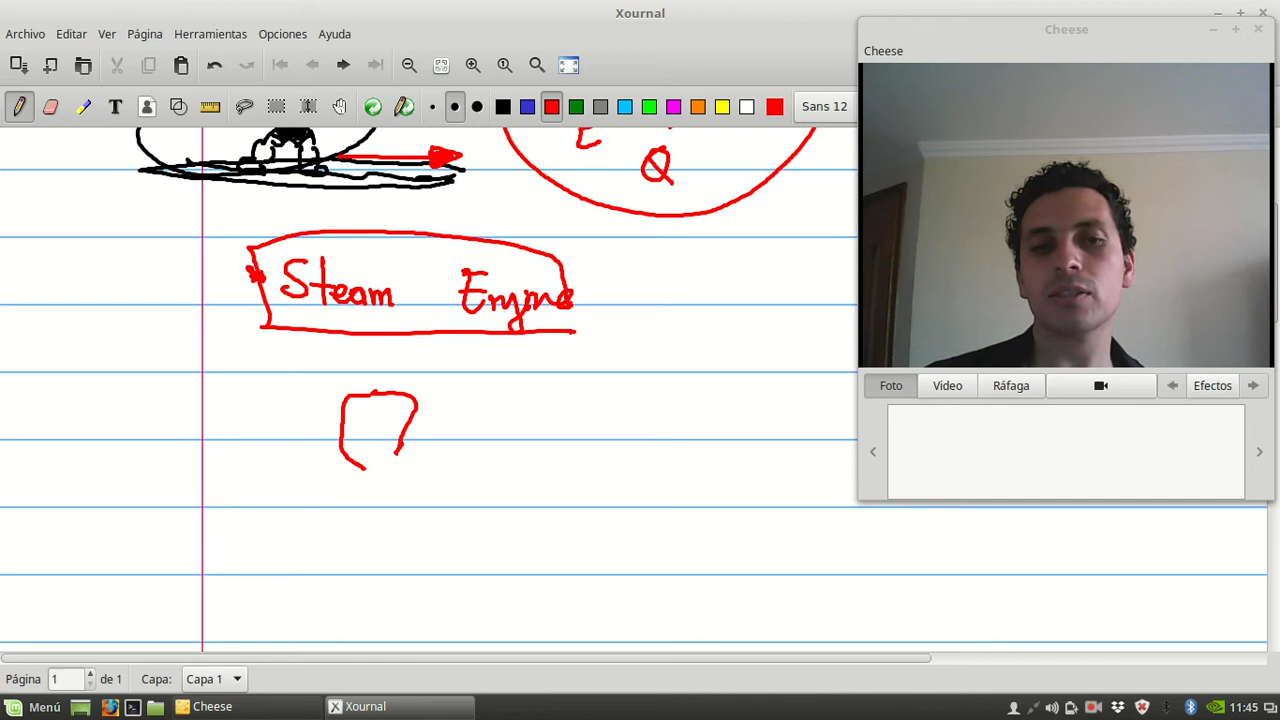 Xournal
Archivo Editar Ver Página Herramientas Opciones Ayuda
Cheese
Cheese
T
Sans 12
E
Q
Steam Engine
Foto Video Ráfaga Efectos
Página 1 de 1 Capa: Capa 1
Menú Cheese X Xournal 11:45